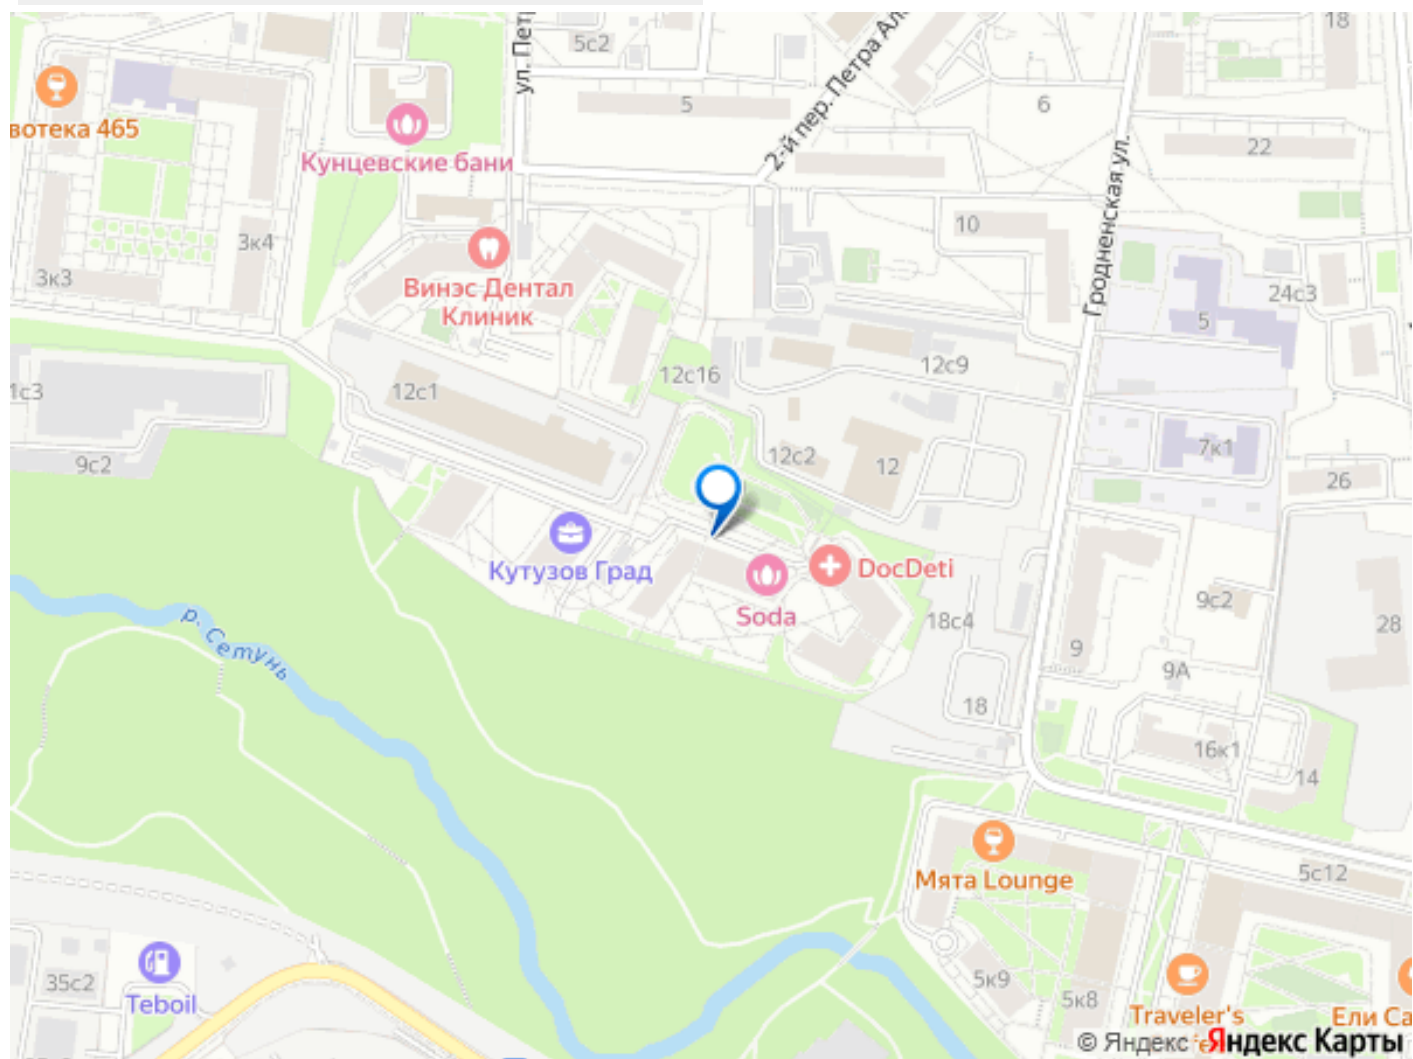 18
5с2
ул. Петр
2-й пер. Петра Ал
5
6
вотека 465
Кунцевские бани
22
Гродненская ул.
10
3к4
3к3
Винэс Дентал
Клиник
24с3
5
12с16
12с9
1с3
12с1
9с2
12с2
12
7к1
26
Кутузов Град
DocDeti
Soda
р. Сетунь
18с4
9с2
28
9
9А
18
16к1
14
Мята Lounge
5с12
35с2
Teboil
5к9
5к8
Traveler's
Ели Са
© Яндекс Яндекс Карты